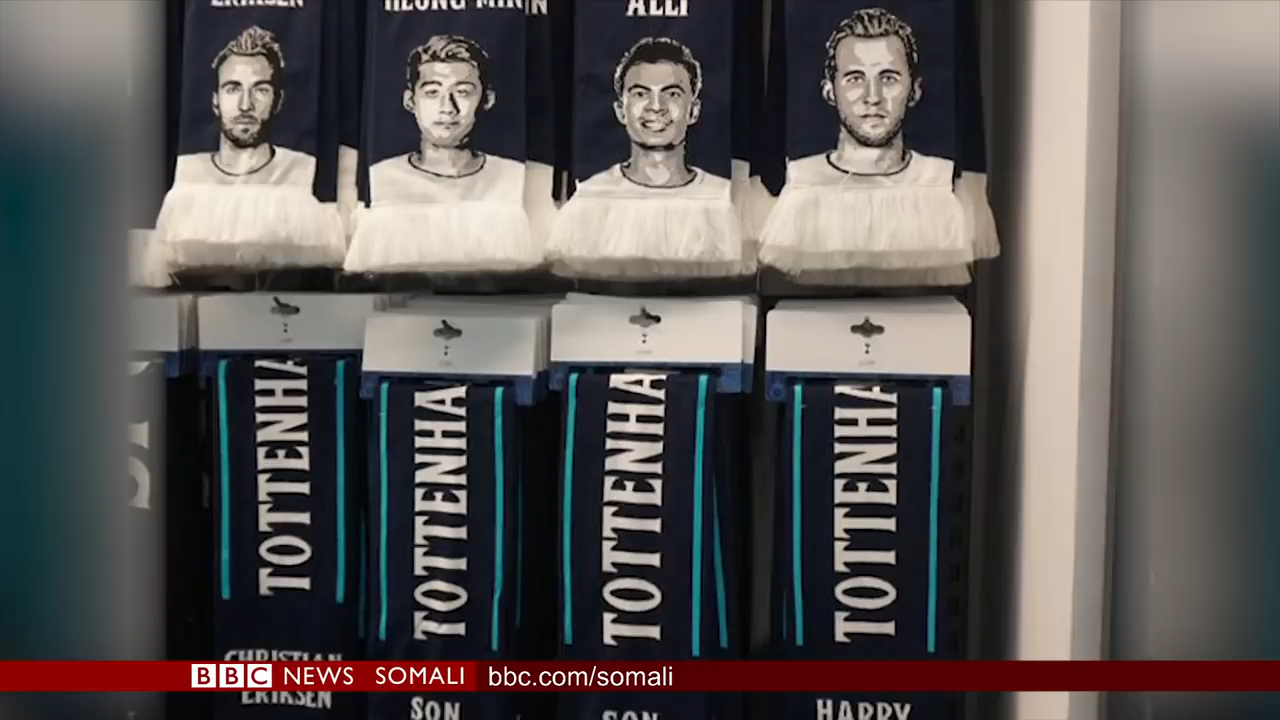 ERIKSEN
HEUNG-MIN
ALLI
TOTTENHA
TOTTENHA
TOTTENHA
TOTTENHA
CHRISTIAN
ERIKSEN
SON
SON
HARRY
BBC NEWS SOMALI bbc.com/somali